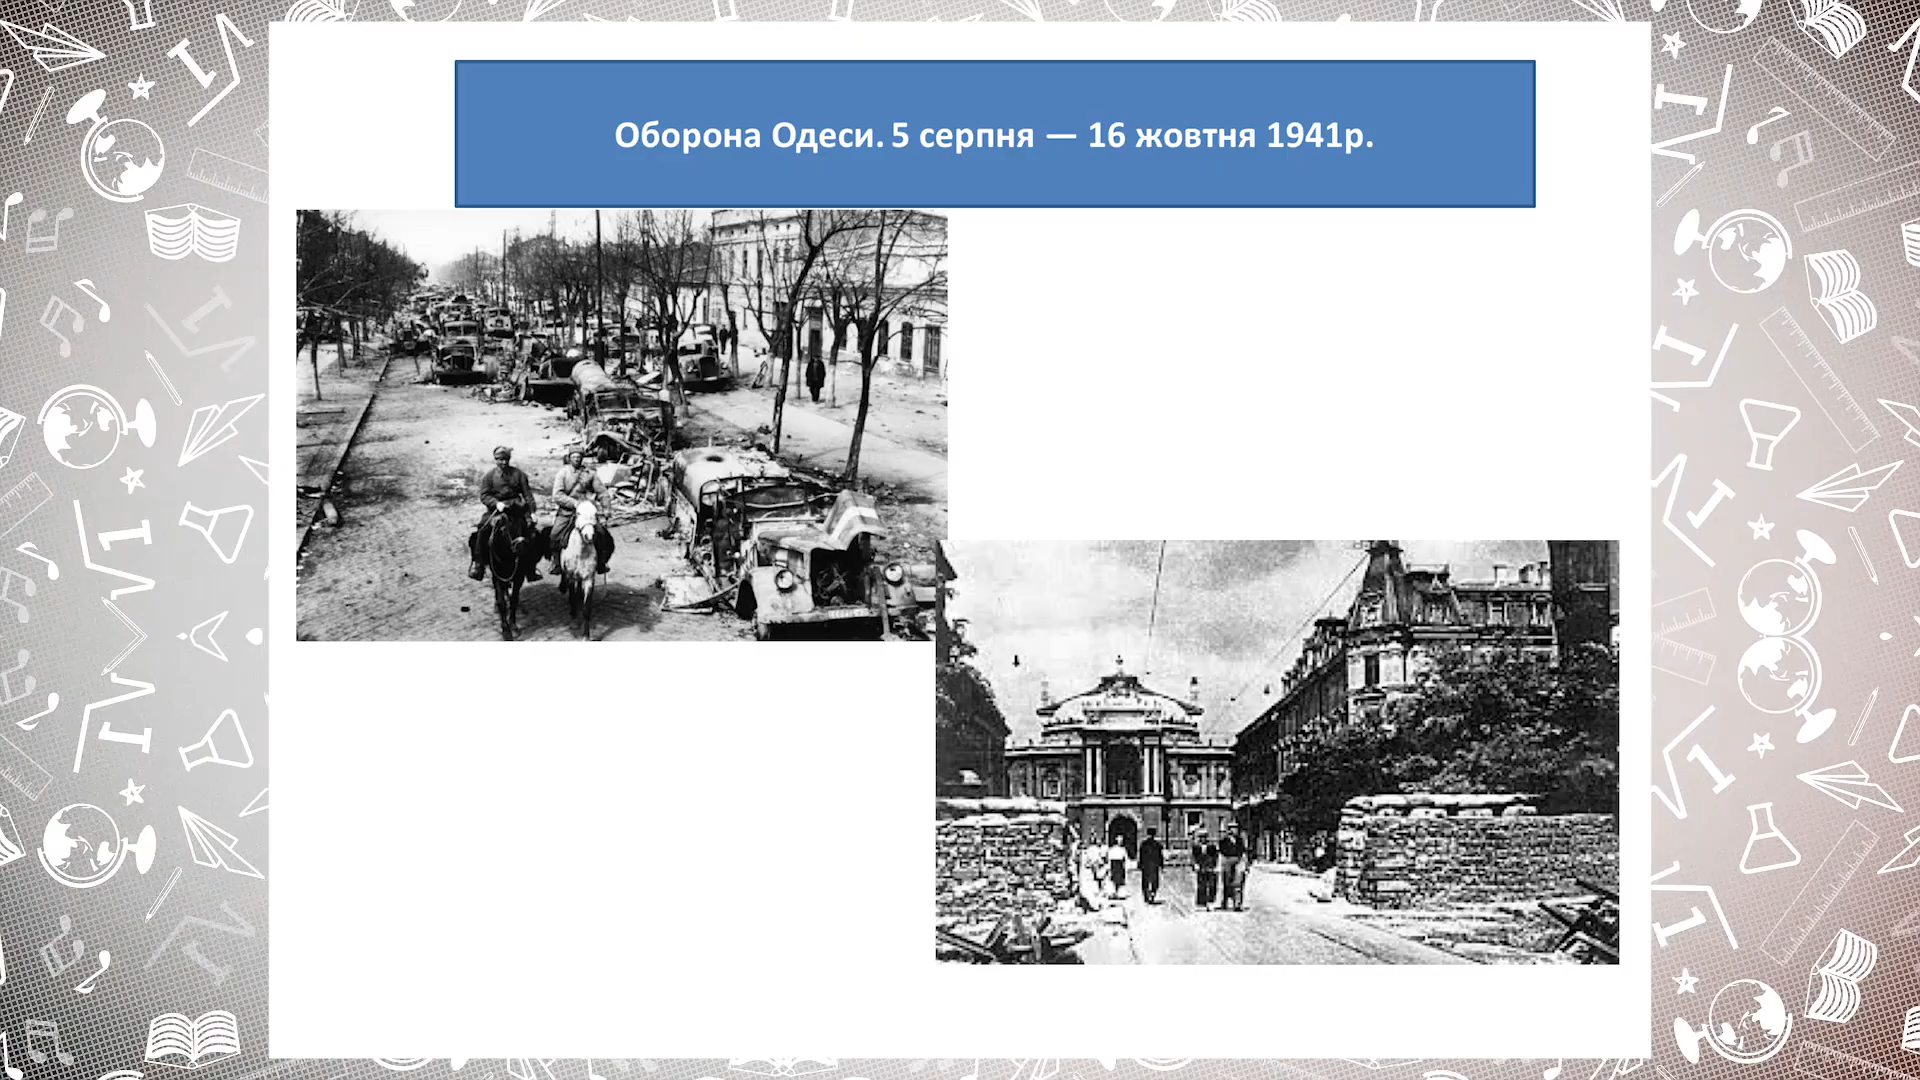 Оборона Одеси. 5 серпня — 16 жовтня 1941р.